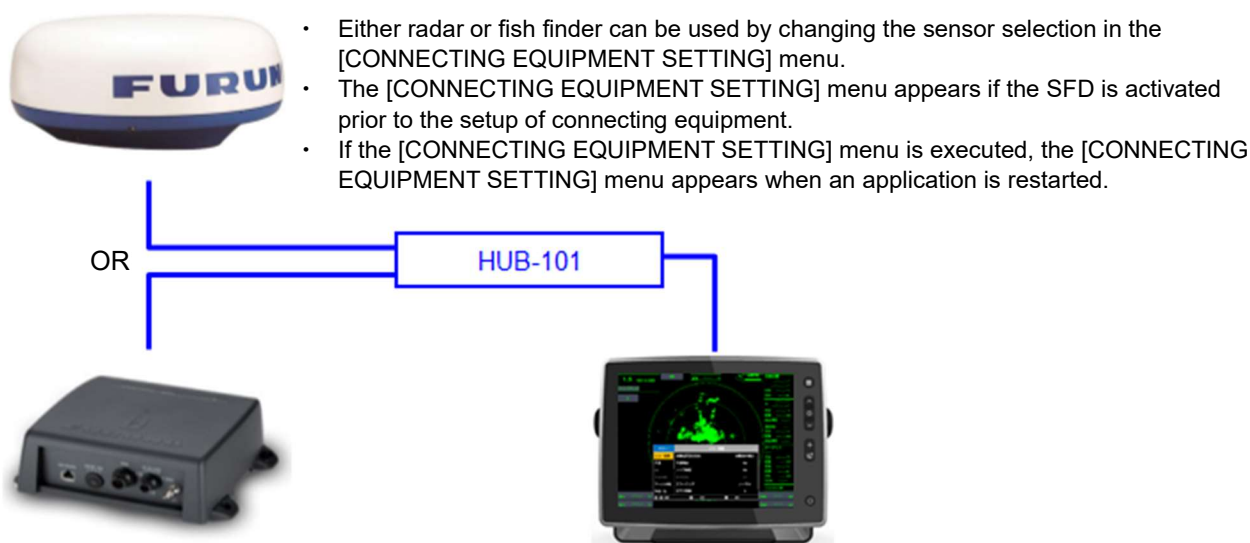 FURUN
· Either radar or fish finder can be used by changing the sensor selection in the
[CONNECTING EQUIPMENT SETTING] menu.
· The [CONNECTING EQUIPMENT SETTING] menu appears if the SFD is activated
prior to the setup of connecting equipment.
· If the [CONNECTING EQUIPMENT SETTING] menu is executed, the [CONNECTING
EQUIPMENT SETTING] menu appears when an application is restarted.
OR
HUB-101